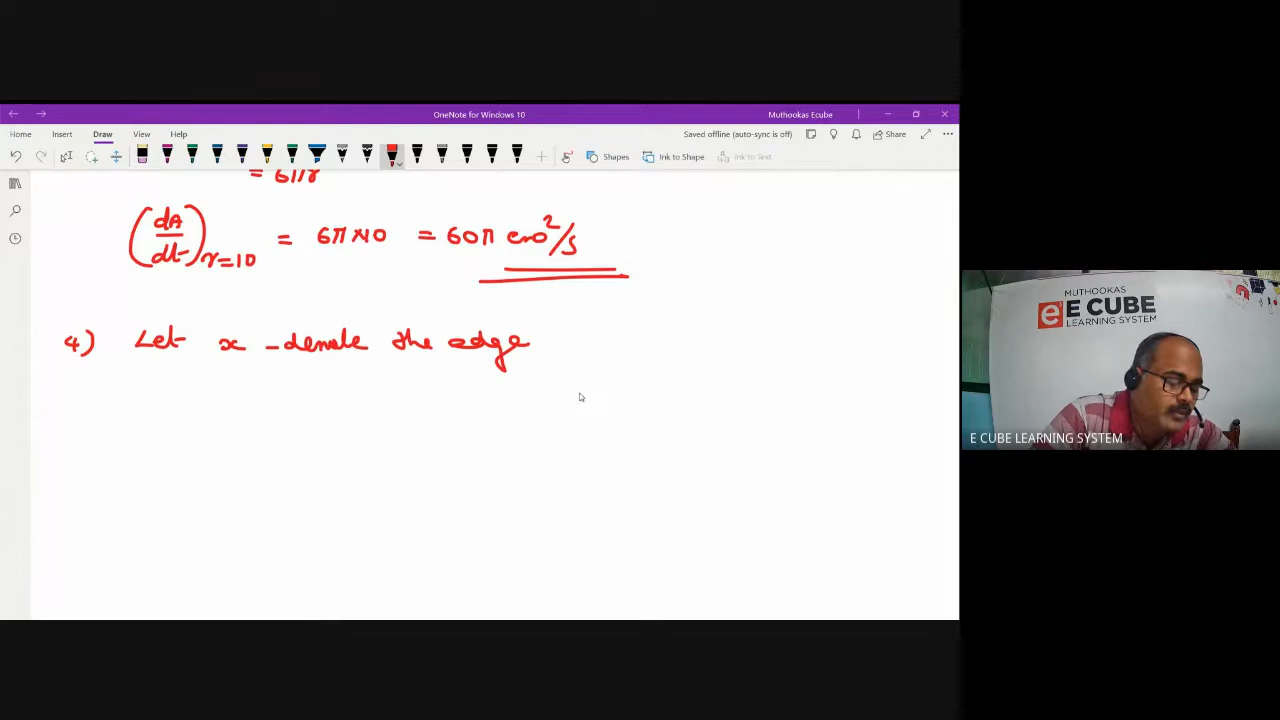 OneNote for Windows 10
Muthookas Ecube
Home Insert Draw View Help
Saved offline (auto-sync is off)
Share
Shapes
Ink to Shape
Ink to Text
= 6πr
(dA/dt)r=10 = 6π×10 = 60π cm²/s
4) Let x denote the edge
MUTHOOKAS
e E CUBE
LEARNING SYSTEM
E CUBE LEARNING SYSTEM